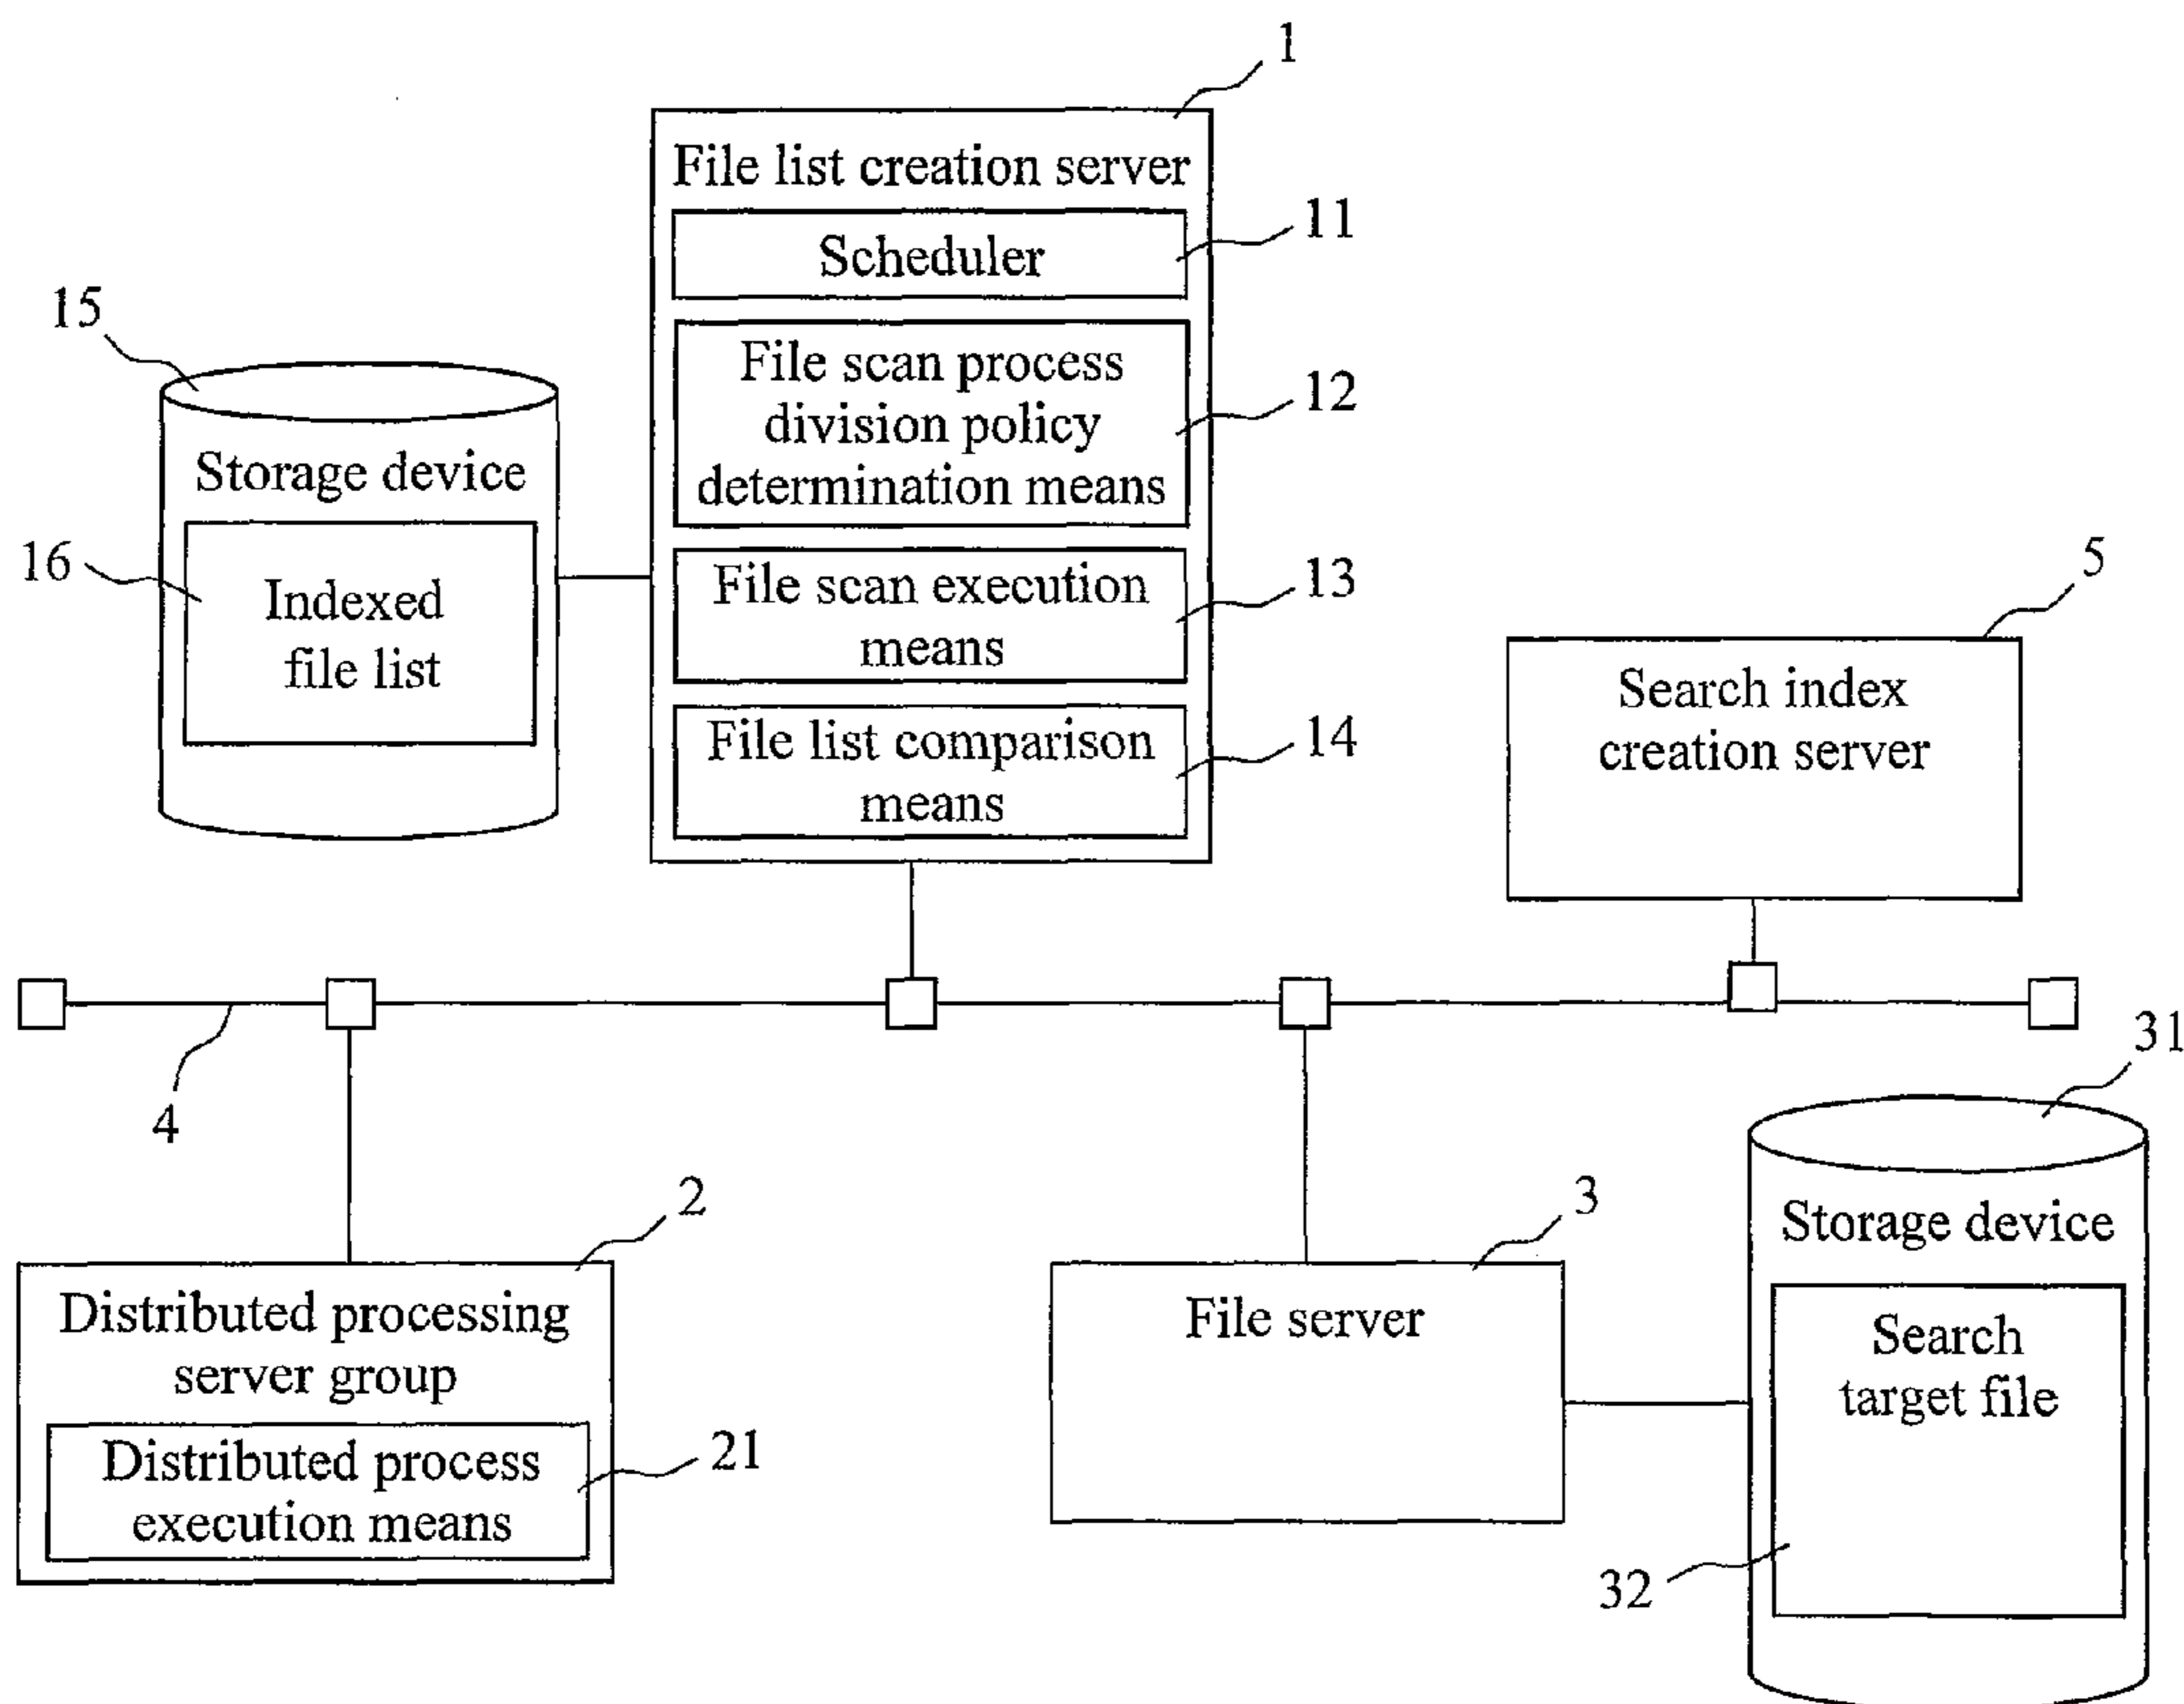 1
File list creation server
11
Scheduler
15
File scan process
division policy
determination means
12
Storage device
16
Indexed
file list
File scan execution
means
13
5
Search index
creation server
File list comparison
means
14
4
31
2
3
Storage device
Distributed processing
server group
File server
Search
target file
Distributed process
execution means
21
32